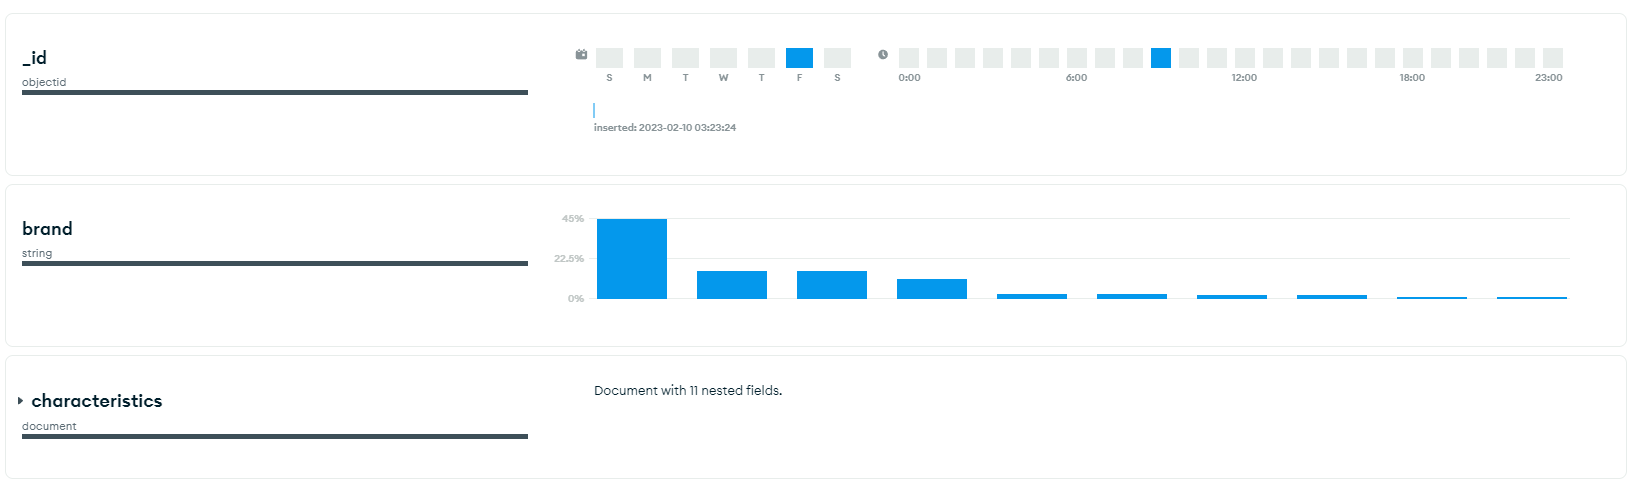 _id
objectid
S M T W T F S
0:00 6:00 12:00 18:00 23:00
inserted: 2023-02-10 03:23:24
brand
string
45%
22.5%
0%
characteristics
document
Document with 11 nested fields.